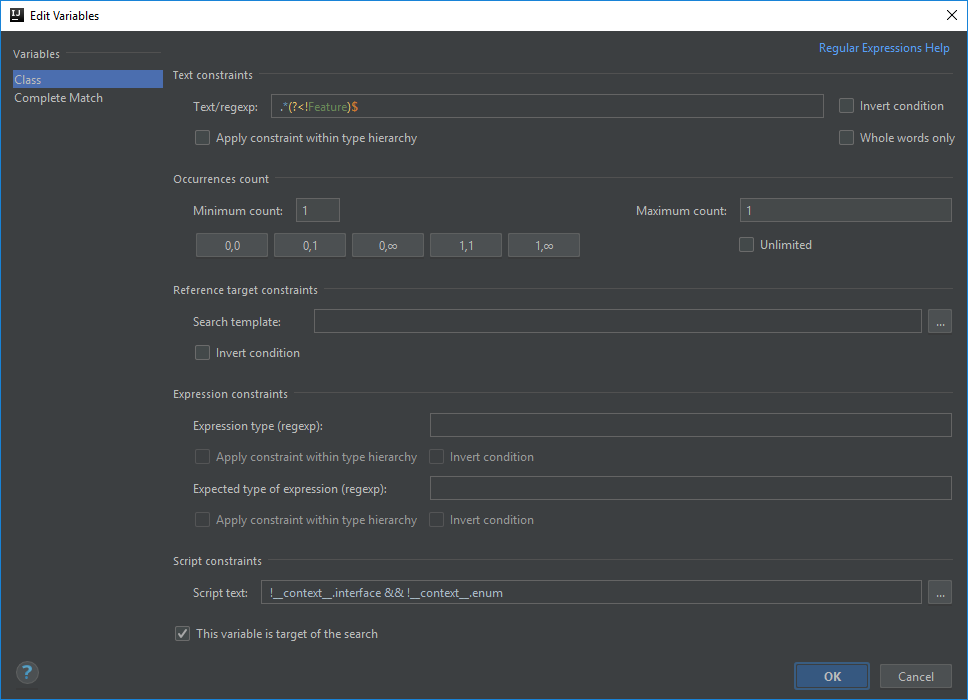 IJ Edit Variables
Variables
Regular Expressions Help
Class
Complete Match
Text constraints
Text/regexp: .*(?<!Feature)$ Invert condition
Apply constraint within type hierarchy Whole words only
Occurrences count
Minimum count: 1 Maximum count: 1
0,0 0,1 0,∞ 1,1 1,∞ Unlimited
Reference target constraints
Search template: ...
Invert condition
Expression constraints
Expression type (regexp):
Apply constraint within type hierarchy Invert condition
Expected type of expression (regexp):
Apply constraint within type hierarchy Invert condition
Script constraints
Script text: !__context__.interface && !__context__.enum ...
This variable is target of the search
? OK Cancel